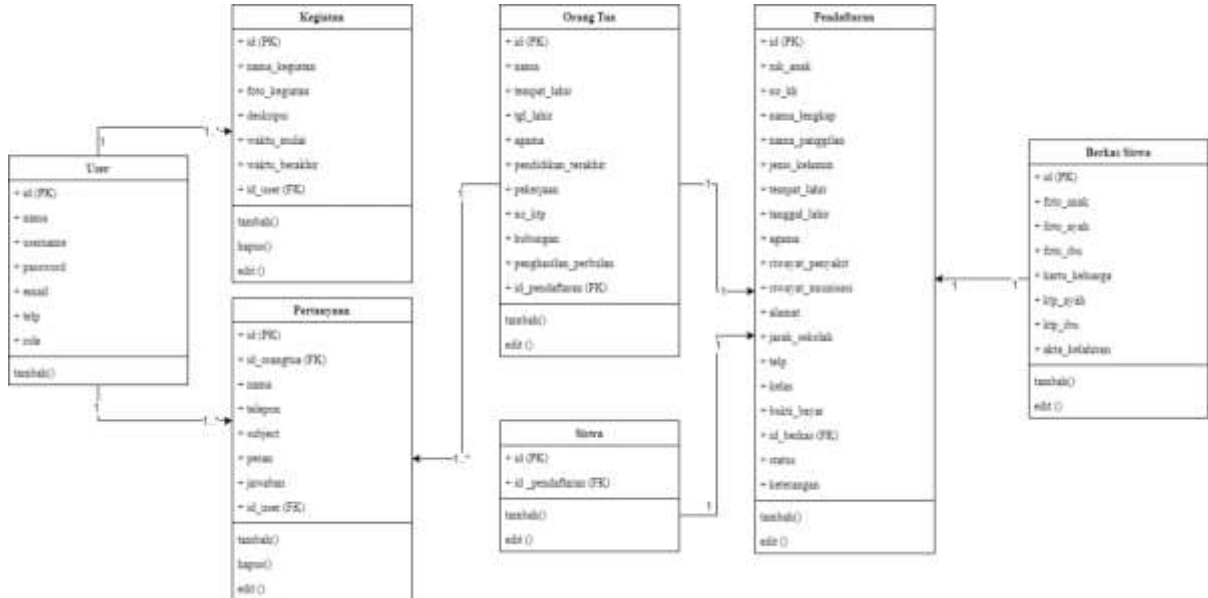 User
+ id (PK)
+ nama
+ username
+ password
+ email
+ telp
+ role
tambah()
Kegiatan
+ id (PK)
+ nama_kegiatan
+ foto_kegiatan
+ deskripsi
+ waktu_mulai
+ waktu_berakhir
+ id_user (FK)
tambah()
hapus()
edit ()
Pertanyaan
+ id (PK)
+ id_orangtua (FK)
+ nama
+ telepon
+ subject
+ pesan
+ jawaban
+ id_user (FK)
tambah()
hapus()
edit ()
Orang Tua
+ id (PK)
+ nama
+ tempat_lahir
+ tgl_lahir
+ agama
+ pendidikan_terakhir
+ pekerjaan
+ no_ktp
+ hubungan
+ penghasilan_perbulan
+ id_pendaftaran (FK)
tambah()
edit ()
Siswa
+ id (PK)
+ id _pendaftaran (FK)
tambah()
edit ()
Pendaftaran
+ id (PK)
+ nik_anak
+ no_kk
+ nama_lengkap
+ nama_panggilan
+ jenis_kelamin
+ tempat_lahir
+ tanggal_lahir
+ agama
+ riwayat_penyakit
+ riwayat_imunisasi
+ alamat
+ jarak_sekolah
+ telp
+ kelas
+ bukti_bayar
+ id_berkas (FK)
+ status
+ keterangan
tambah()
edit ()
Berkas Siswa
+ id (PK)
+ foto_anak
+ foto_ayah
+ foto_ibu
+ kartu_keluarga
+ ktp_ayah
+ ktp_ibu
+ akta_kelahiran
tambah()
edit ()
1
1..*
1
1..*
1
1..*
1
1
1
1
1
1